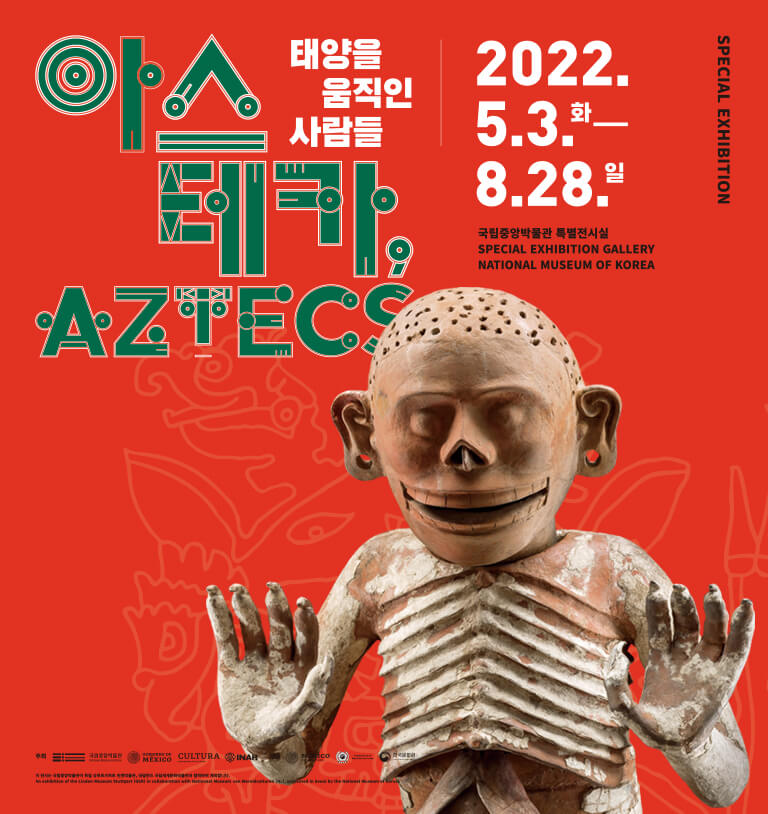 아스
테카,
AZTECS
태양을
움직인
사람들
2022.
5.3.화—
8.28.일
국립중앙박물관 특별전시실
SPECIAL EXHIBITION GALLERY
NATIONAL MUSEUM OF KOREA
SPECIAL EXHIBITION
주최
국립중앙박물관
GOBIERNO DE
MÉXICO
CULTURA
INAH